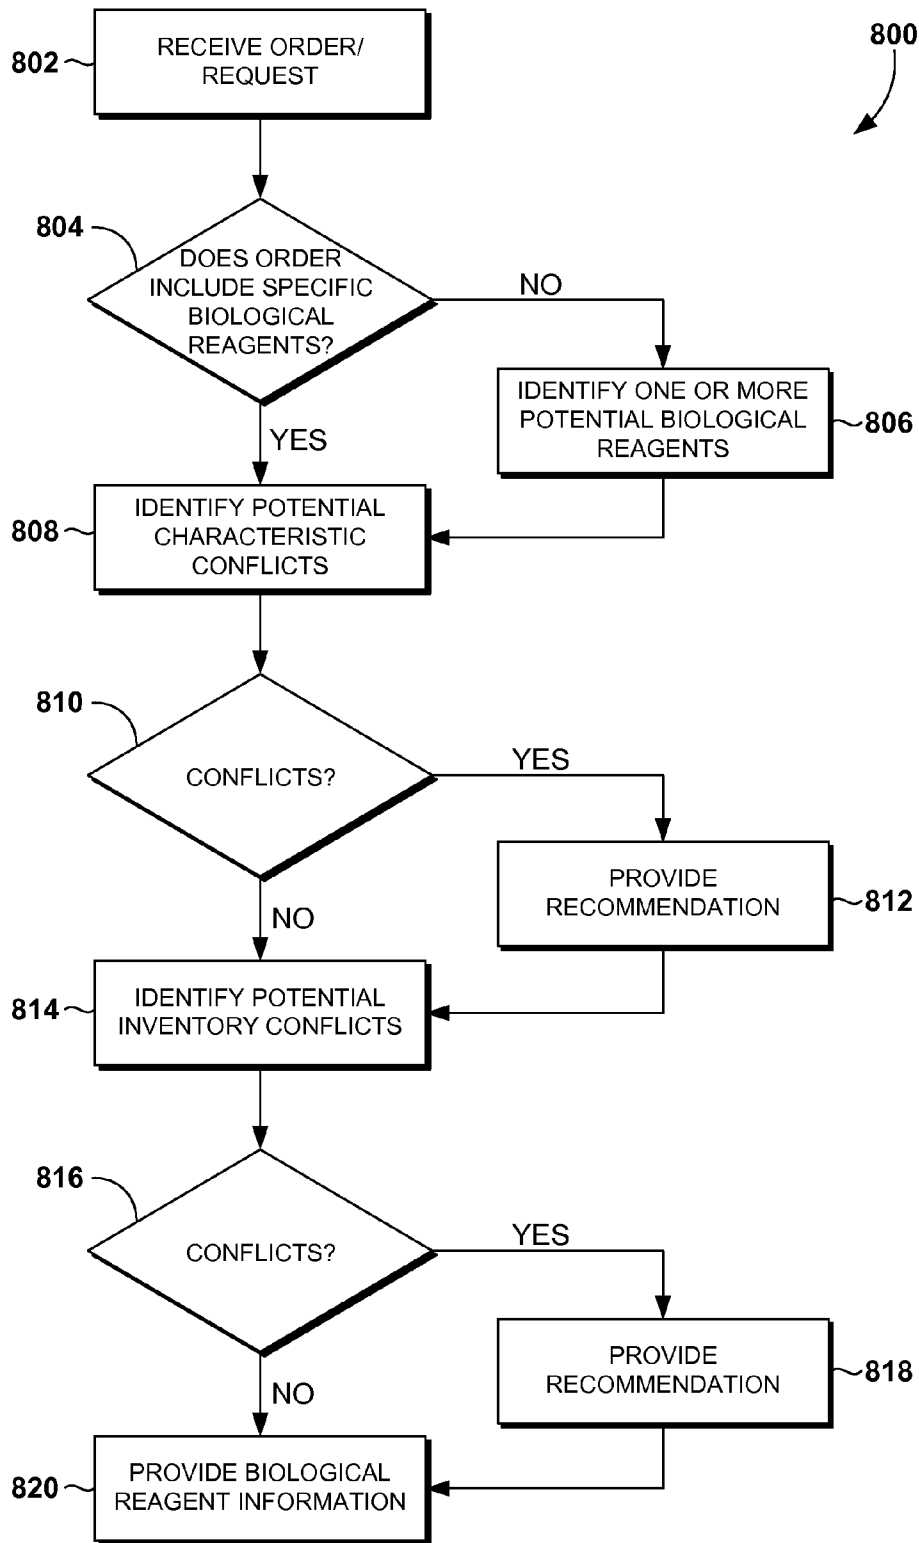 800
802
RECEIVE ORDER/
REQUEST
804
DOES ORDER
INCLUDE SPECIFIC
BIOLOGICAL
REAGENTS?
NO
YES
IDENTIFY ONE OR MORE
POTENTIAL BIOLOGICAL
REAGENTS
806
808
IDENTIFY POTENTIAL
CHARACTERISTIC
CONFLICTS
810
CONFLICTS?
YES
NO
PROVIDE
RECOMMENDATION
812
814
IDENTIFY POTENTIAL
INVENTORY CONFLICTS
816
CONFLICTS?
YES
NO
PROVIDE
RECOMMENDATION
818
820
PROVIDE BIOLOGICAL
REAGENT INFORMATION